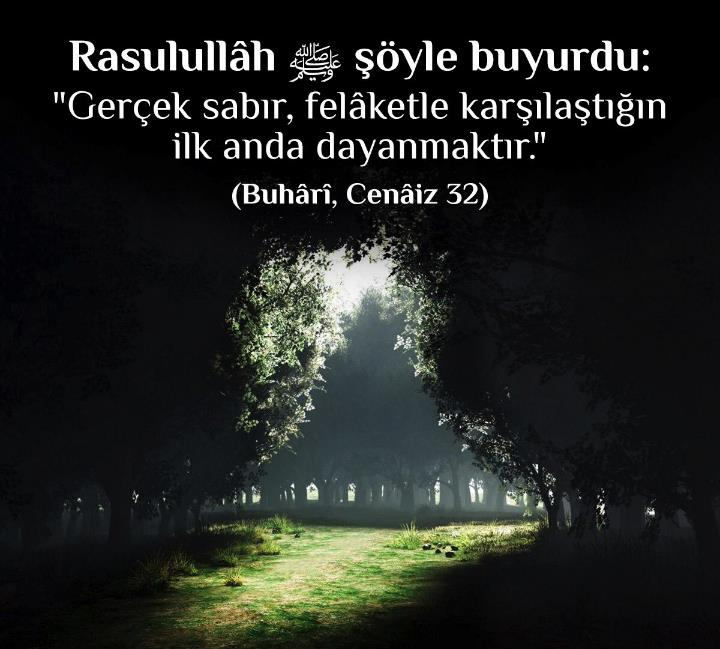 Rasulullâh ﷺ şöyle buyurdu:
"Gerçek sabır, felâketle karşılaştığın
ilk anda dayanmaktır."
(Buhârî, Cenâiz 32)